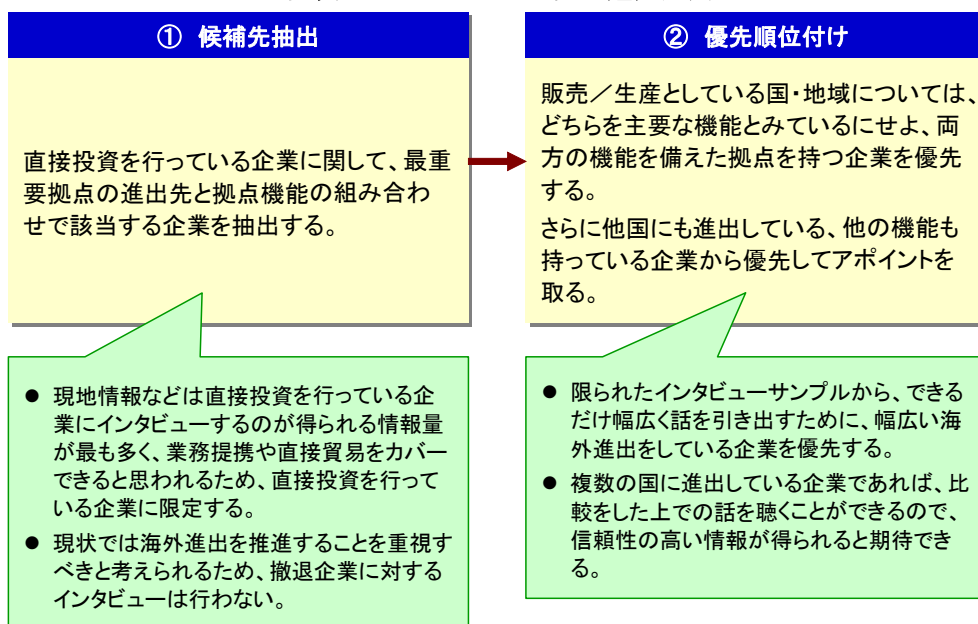 ① 候補先抽出
直接投資を行っている企業に関して、最重
要拠点の進出先と拠点機能の組み合わ
せで該当する企業を抽出する。
② 優先順位付け
販売／生産としている国・地域については、
どちらを主要な機能とみているにせよ、両
方の機能を備えた拠点を持つ企業を優先
する。
さらに他国にも進出している、他の機能も
持っている企業から優先してアポイントを
取る。
● 現地情報などは直接投資を行っている企
業にインタビューするのが得られる情報量
が最も多く、業務提携や直接貿易をカバー
できると思われるため、直接投資を行って
いる企業に限定する。
● 現状では海外進出を推進することを重視す
べきと考えられるため、撤退企業に対する
インタビューは行わない。
● 限られたインタビューサンプルから、できる
だけ幅広く話を引き出すために、幅広い海
外進出をしている企業を優先する。
● 複数の国に進出している企業であれば、比
較をした上での話を聴くことができるので、
信頼性の高い情報が得られると期待でき
る。